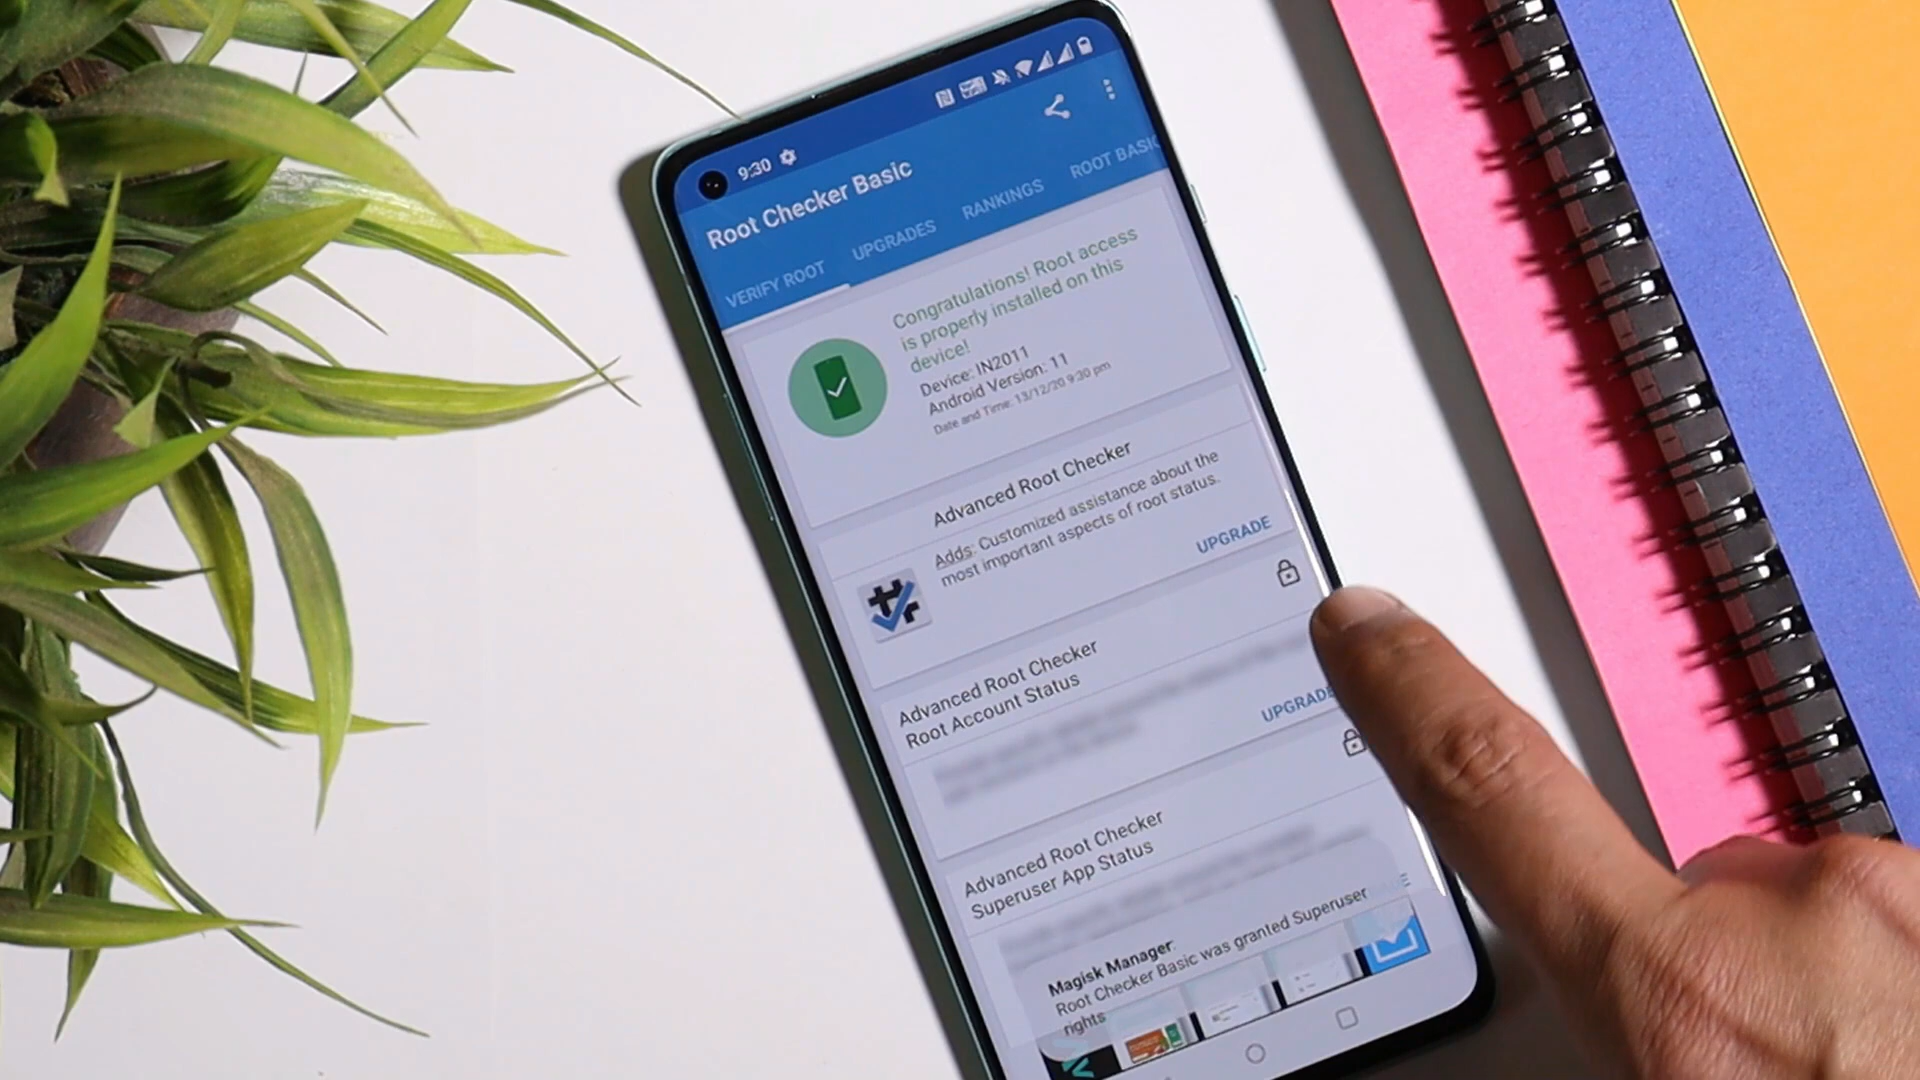 9:30
Root Checker Basic
VERIFY ROOT
UPGRADES
RANKINGS
ROOT BASIC
Congratulations! Root access
is properly installed on this
device!
Device: IN2011
Android Version: 11
Date and Time: 13/12/20 9:30 pm
Advanced Root Checker
Adds: Customized assistance about the
most important aspects of root status.
UPGRADE
Advanced Root Checker
Root Account Status
UPGRADE
Advanced Root Checker
Superuser App Status
Magisk Manager:
Root Checker Basic was granted Superuser
rights